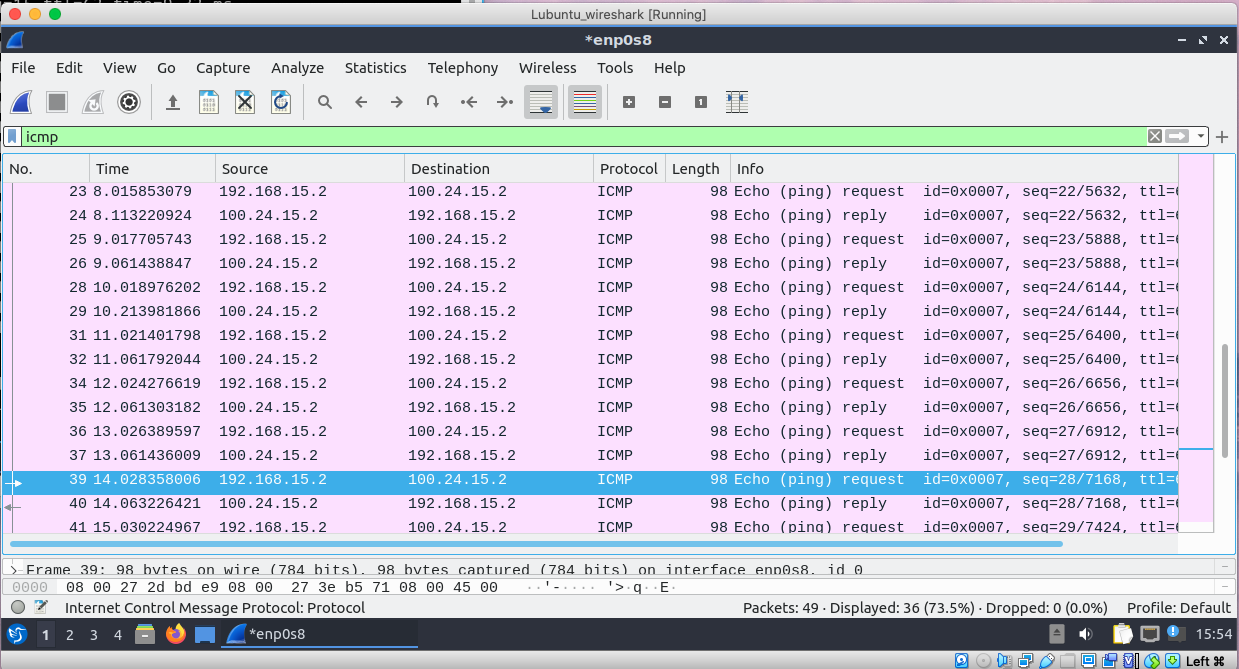 Lubuntu_wireshark [Running]
*enp0s8
File Edit View Go Capture Analyze Statistics Telephony Wireless Tools Help
icmp
No. Time Source Destination Protocol Length Info
23 8.015853079 192.168.15.2 100.24.15.2 ICMP 98 Echo (ping) request id=0x0007, seq=22/5632, ttl=
24 8.113220924 100.24.15.2 192.168.15.2 ICMP 98 Echo (ping) reply id=0x0007, seq=22/5632, ttl=
25 9.017705743 192.168.15.2 100.24.15.2 ICMP 98 Echo (ping) request id=0x0007, seq=23/5888, ttl=
26 9.061438847 100.24.15.2 192.168.15.2 ICMP 98 Echo (ping) reply id=0x0007, seq=23/5888, ttl=
28 10.018976202 192.168.15.2 100.24.15.2 ICMP 98 Echo (ping) request id=0x0007, seq=24/6144, ttl=
29 10.213981866 100.24.15.2 192.168.15.2 ICMP 98 Echo (ping) reply id=0x0007, seq=24/6144, ttl=
31 11.021401798 192.168.15.2 100.24.15.2 ICMP 98 Echo (ping) request id=0x0007, seq=25/6400, ttl=
32 11.061792044 100.24.15.2 192.168.15.2 ICMP 98 Echo (ping) reply id=0x0007, seq=25/6400, ttl=
34 12.024276619 192.168.15.2 100.24.15.2 ICMP 98 Echo (ping) request id=0x0007, seq=26/6656, ttl=
35 12.061303182 100.24.15.2 192.168.15.2 ICMP 98 Echo (ping) reply id=0x0007, seq=26/6656, ttl=
36 13.026389597 192.168.15.2 100.24.15.2 ICMP 98 Echo (ping) request id=0x0007, seq=27/6912, ttl=
37 13.061436009 100.24.15.2 192.168.15.2 ICMP 98 Echo (ping) reply id=0x0007, seq=27/6912, ttl=
39 14.028358006 192.168.15.2 100.24.15.2 ICMP 98 Echo (ping) request id=0x0007, seq=28/7168, ttl=
40 14.063226421 100.24.15.2 192.168.15.2 ICMP 98 Echo (ping) reply id=0x0007, seq=28/7168, ttl=
41 15.030224967 192.168.15.2 100.24.15.2 ICMP 98 Echo (ping) request id=0x0007, seq=29/7424, ttl=
Frame 39: 98 bytes on wire (784 bits), 98 bytes captured (784 bits) on interface enp0s8, id 0
0000 08 00 27 2d bd e9 08 00 27 3e b5 71 08 00 45 00 ··'-···· '>·q··E·
Internet Control Message Protocol: Protocol Packets: 49 · Displayed: 36 (73.5%) · Dropped: 0 (0.0%) Profile: Default
1 2 3 4 *enp0s8 15:54
Left ⌘